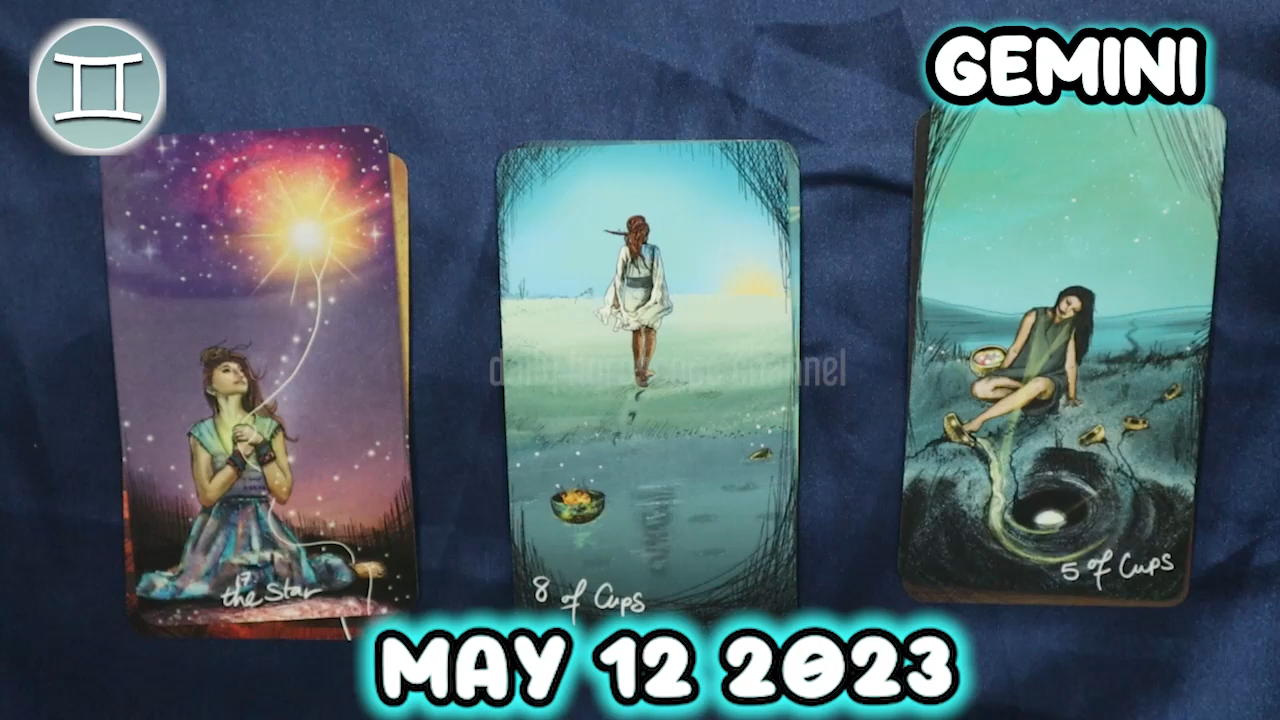 GEMINI
17
the Star
8 of Cups
5 of Cups
MAY 12 2023